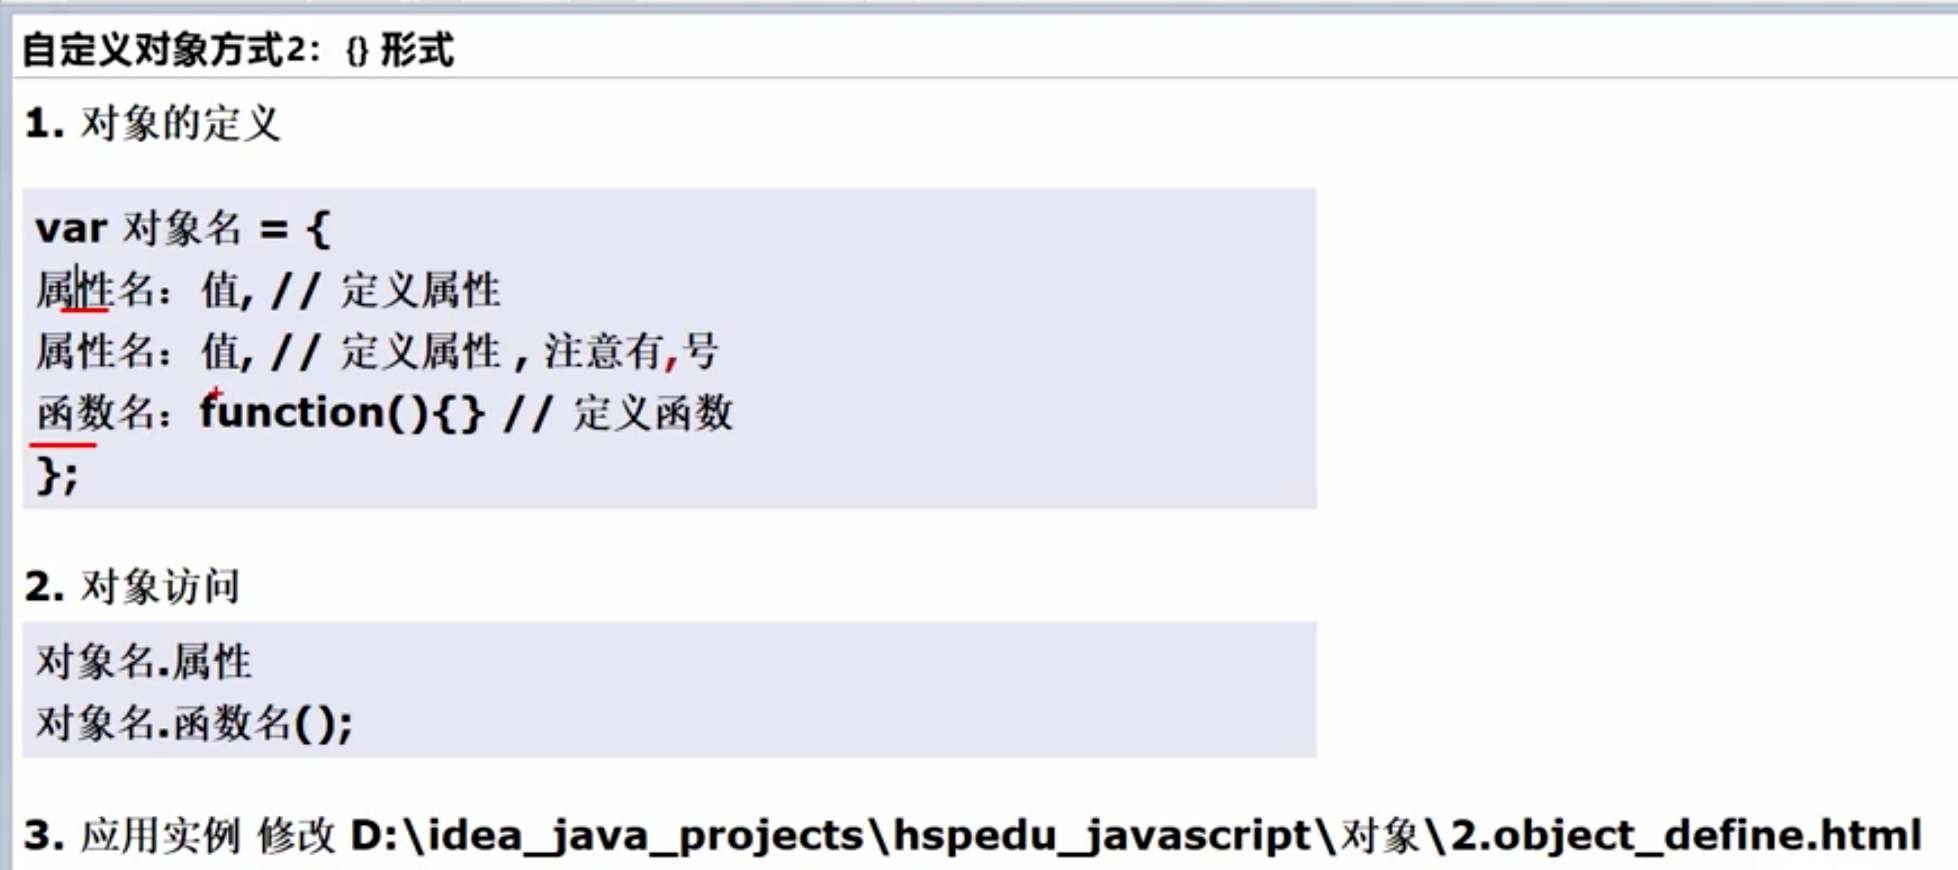 自定义对象方式2：{} 形式
1. 对象的定义
var 对象名 = {
属性名：值, // 定义属性
属性名：值, // 定义属性 , 注意有,号
函数名：function(){} // 定义函数
};
2. 对象访问
对象名.属性
对象名.函数名();
3. 应用实例 修改 D:\idea_java_projects\hspedu_javascript\对象\2.object_define.html